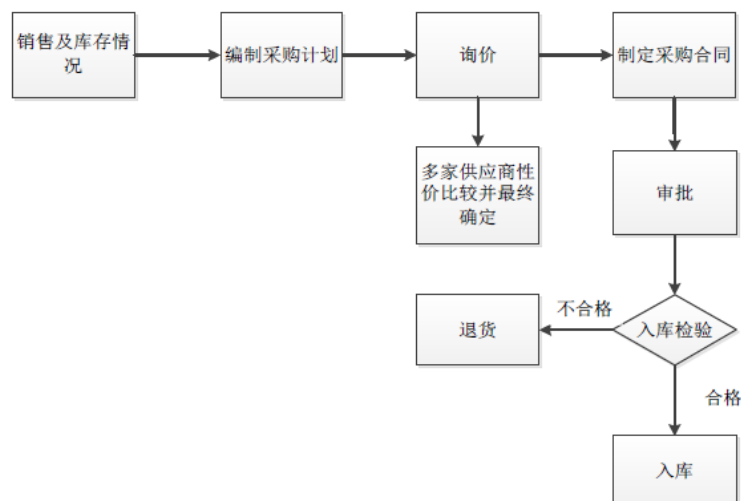 销售及库存情
况
编制采购计划
询价
制定采购合同
多家供应商性
价比较并最终
确定
审批
不合格
退货
入库检验
合格
入库